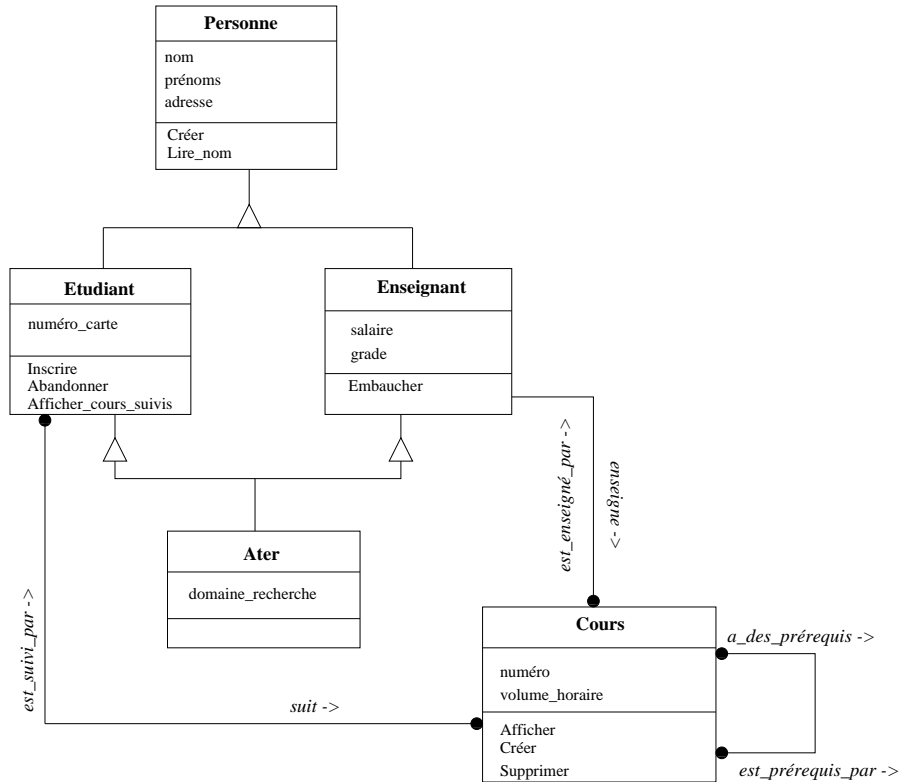 Personne
nom
prénoms
adresse
Créer
Lire_nom
Etudiant
numéro_carte
Inscrire
Abandonner
Afficher_cours_suivis
Enseignant
salaire
grade
Embaucher
est_enseigné_par ->
enseigne ->
Ater
domaine_recherche
est_suivi_par ->
suit ->
Cours
numéro
volume_horaire
Afficher
Créer
Supprimer
a_des_prérequis ->
est_prérequis_par ->